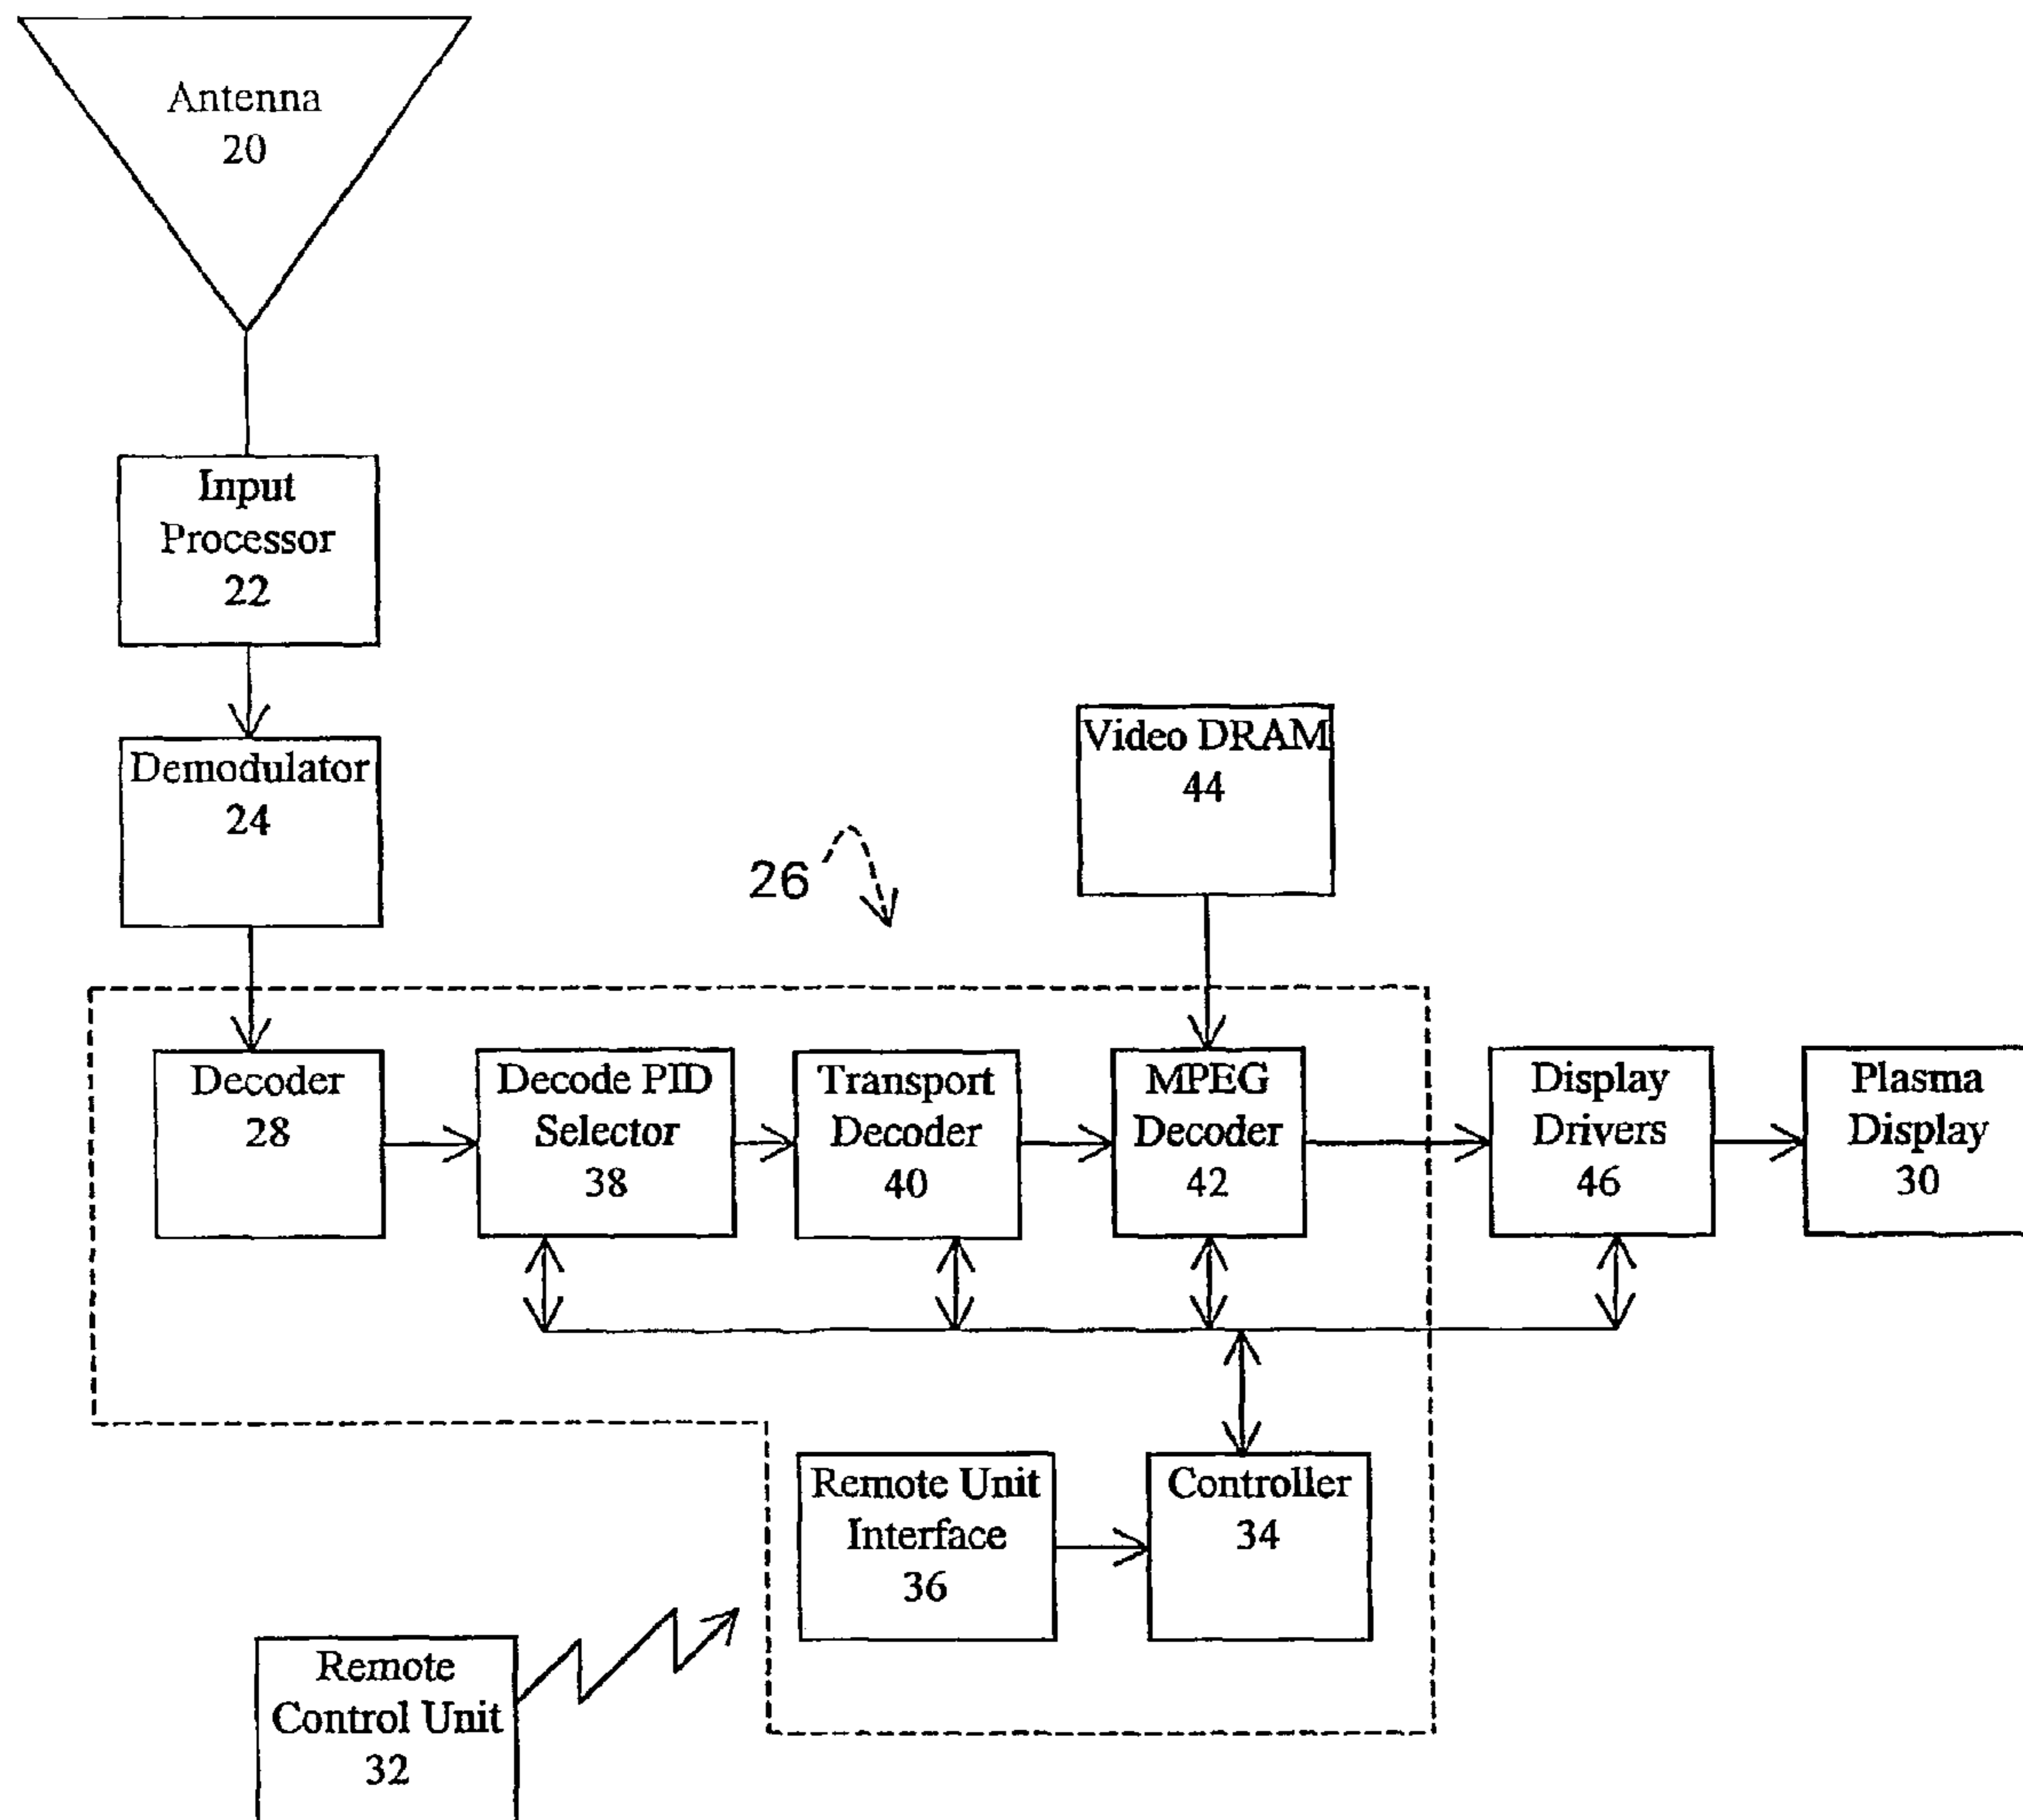 Antenna
20
Input
Processor
22
Demodulator
24
Video DRAM
44
26
Decoder
28
Decode PID
Selector
38
Transport
Decoder
40
MPEG
Decoder
42
Display
Drivers
46
Plasma
Display
30
Remote Unit
Interface
36
Controller
34
Remote
Control Unit
32